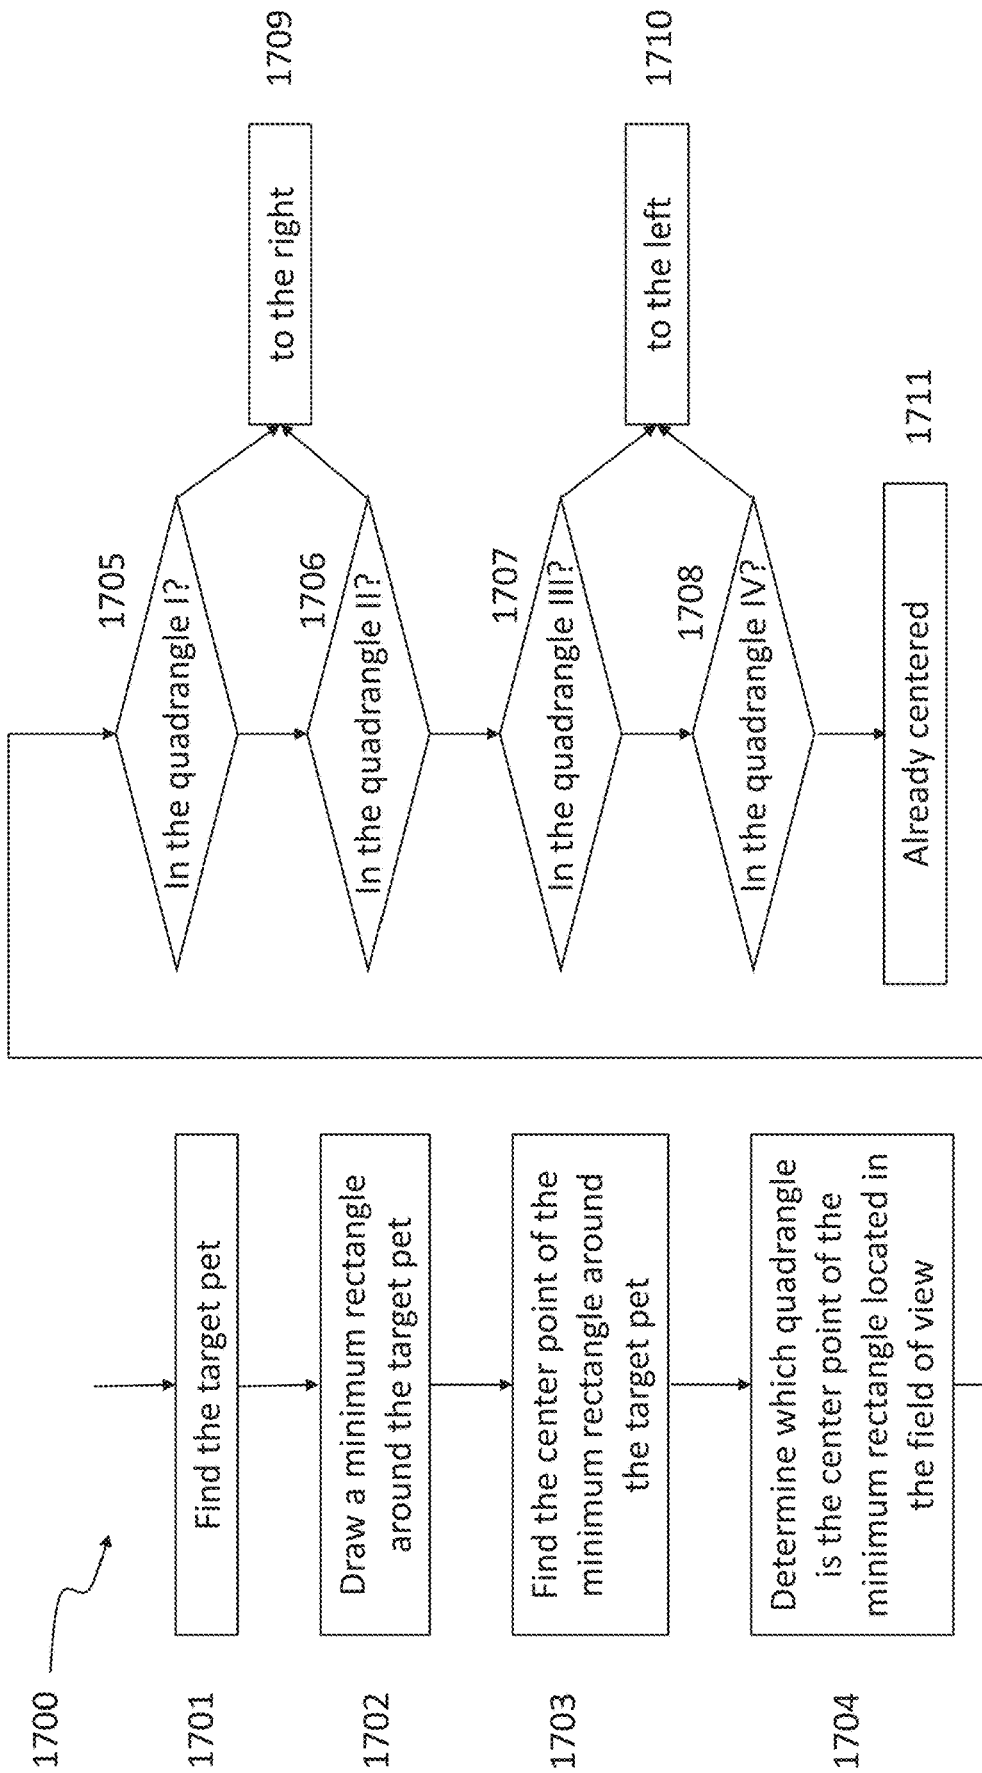 1700
1701
Find the target pet
1702
Draw a minimum rectangle
around the target pet
1703
Find the center point of the
minimum rectangle around
the target pet
1704
Determine which quadrangle
is the center point of the
minimum rectangle located in
the field of view
1705
In the quadrangle I?
1706
In the quadrangle II?
1707
In the quadrangle III?
1708
In the quadrangle IV?
Already centered
1711
to the right
1709
to the left
1710